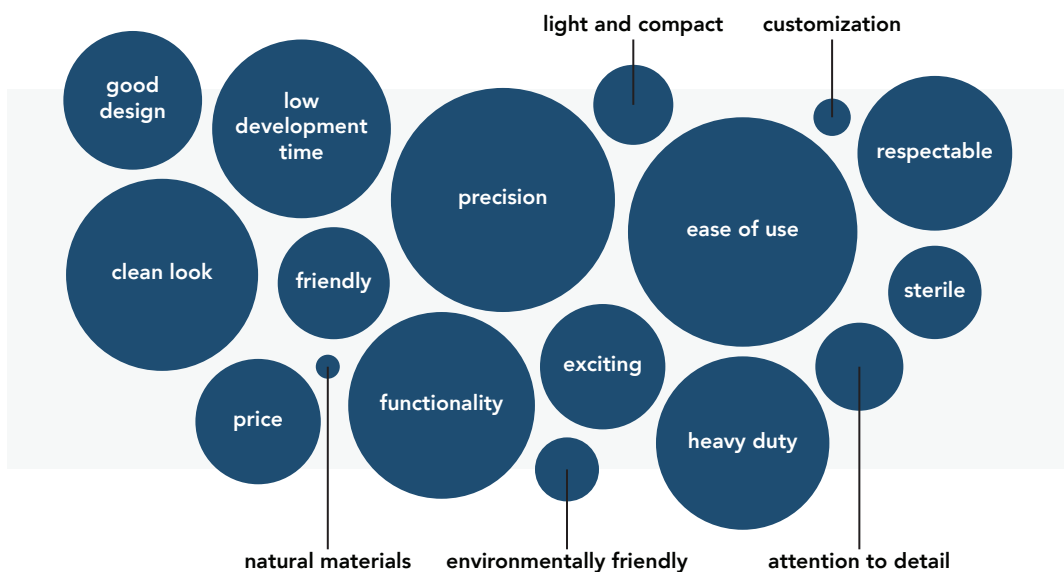 light and compact
customization
good
design
low
development
time
respectable
precision
ease of use
clean look
friendly
sterile
exciting
functionality
price
heavy duty
natural materials
environmentally friendly
attention to detail